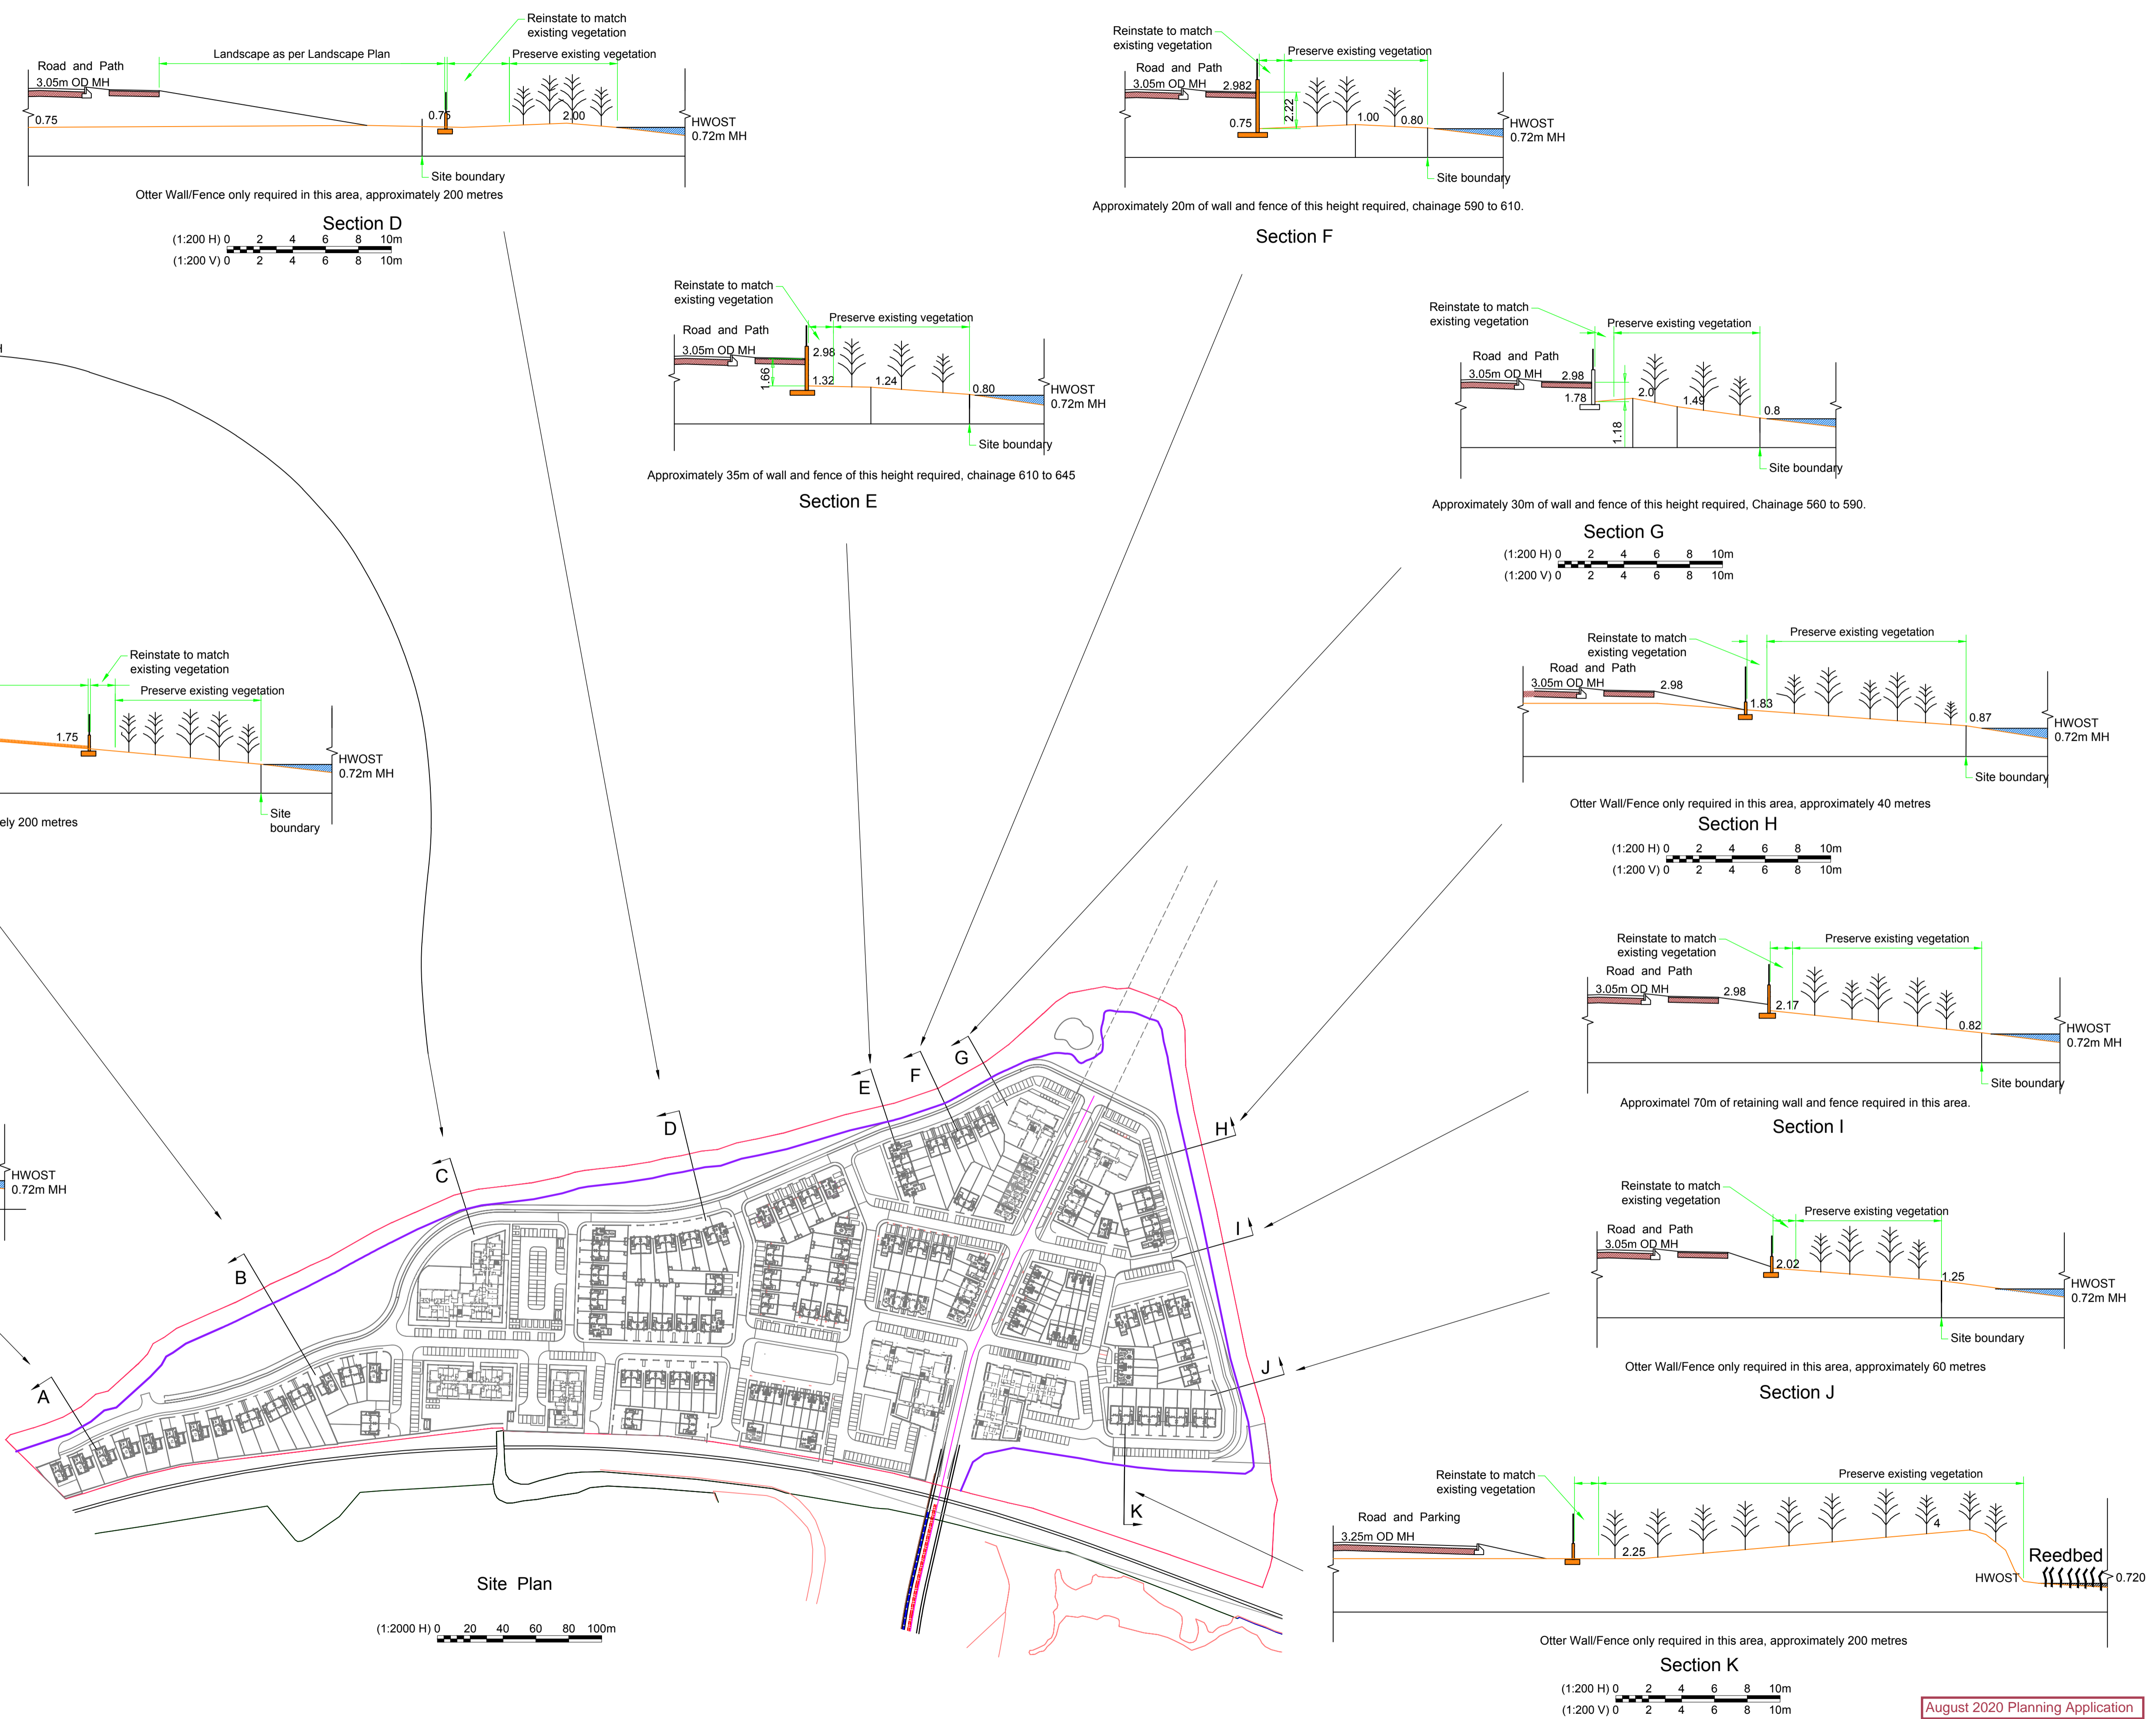 Reinstate to match
existing vegetation
Landscape as per Landscape Plan
Preserve existing vegetation
Road and Path
3.05m OD MH
0.75
0.75
2.00
HWOST
0.72m MH
Site boundary
Otter Wall/Fence only required in this area, approximately 200 metres
Section D
(1:200 H) 0 2 4 6 8 10m
(1:200 V) 0 2 4 6 8 10m
Reinstate to match
existing vegetation
Preserve existing vegetation
Road and Path
3.05m OD MH
2.982
2.22
0.75
1.00
0.80
HWOST
0.72m MH
Site boundary
Approximately 20m of wall and fence of this height required, chainage 590 to 610.
Section F
Reinstate to match
existing vegetation
Preserve existing vegetation
Road and Path
3.05m OD MH
2.98
1.66
1.32
1.24
0.80
HWOST
0.72m MH
Site boundary
Approximately 35m of wall and fence of this height required, chainage 610 to 645
Section E
Reinstate to match
existing vegetation
Preserve existing vegetation
Road and Path
3.05m OD MH
2.98
1.78
2.0
1.49
0.8
1.18
Site boundary
Approximately 30m of wall and fence of this height required, Chainage 560 to 590.
Section G
(1:200 H) 0 2 4 6 8 10m
(1:200 V) 0 2 4 6 8 10m
Reinstate to match
existing vegetation
Preserve existing vegetation
1.75
HWOST
0.72m MH
Site
boundary
ely 200 metres
Reinstate to match
existing vegetation
Preserve existing vegetation
Road and Path
3.05m OD MH
2.98
1.83
0.87
HWOST
0.72m MH
Site boundary
Otter Wall/Fence only required in this area, approximately 40 metres
Section H
(1:200 H) 0 2 4 6 8 10m
(1:200 V) 0 2 4 6 8 10m
Reinstate to match
existing vegetation
Preserve existing vegetation
Road and Path
3.05m OD MH
2.98
2.17
0.82
HWOST
0.72m MH
Site boundary
Approximatel 70m of retaining wall and fence required in this area.
Section I
HWOST
0.72m MH
Reinstate to match
existing vegetation
Preserve existing vegetation
Road and Path
3.05m OD MH
2.02
1.25
HWOST
0.72m MH
Site boundary
Otter Wall/Fence only required in this area, approximately 60 metres
Section J
A
B
C
D
E
F
G
H
I
J
K
Site Plan
(1:2000 H) 0 20 40 60 80 100m
Reinstate to match
existing vegetation
Preserve existing vegetation
Road and Parking
3.25m OD MH
2.25
4
Reedbed
HWOST
0.720
Otter Wall/Fence only required in this area, approximately 200 metres
Section K
(1:200 H) 0 2 4 6 8 10m
(1:200 V) 0 2 4 6 8 10m
August 2020 Planning Application